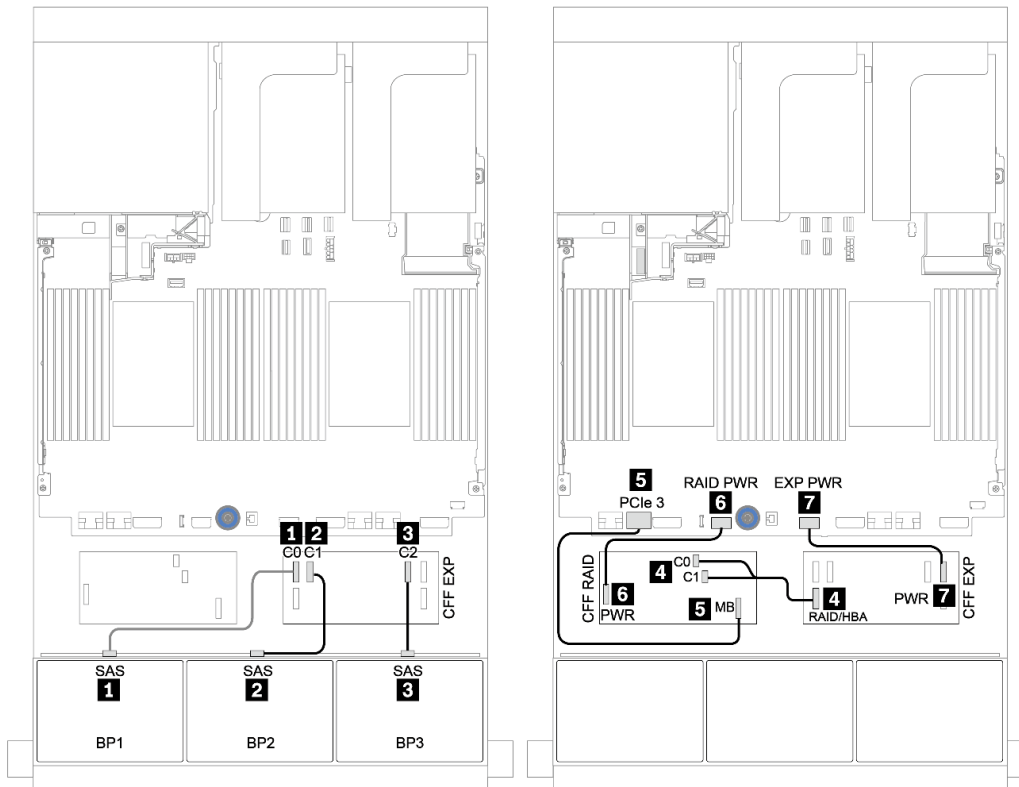 1 2 3
C0 C1 C2
CFF EXP
SAS SAS SAS
1 2 3
BP1 BP2 BP3
5 RAID PWR EXP PWR
PCIe 3 6 7
CFF RAID
C0
4 C1
6
PWR
5 MB
4
RAID/HBA
PWR 7
CFF EXP